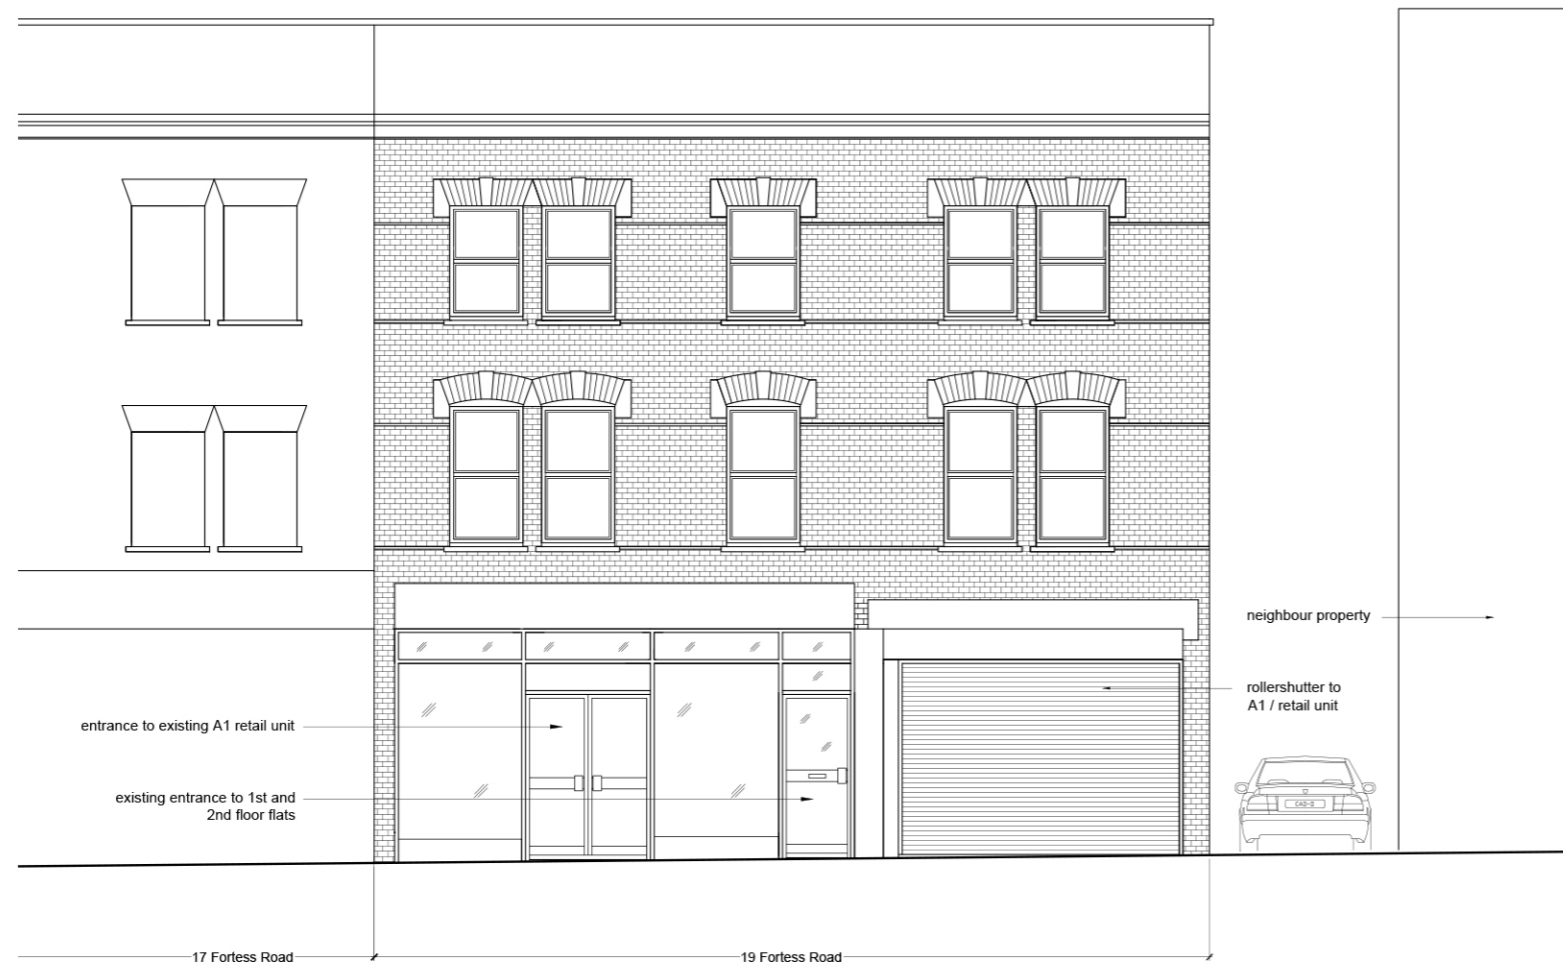 neighbour property
rollershutter to
A1 / retail unit
entrance to existing A1 retail unit
existing entrance to 1st and
2nd floor flats
CAD-D
17 Fortess Road
19 Fortess Road